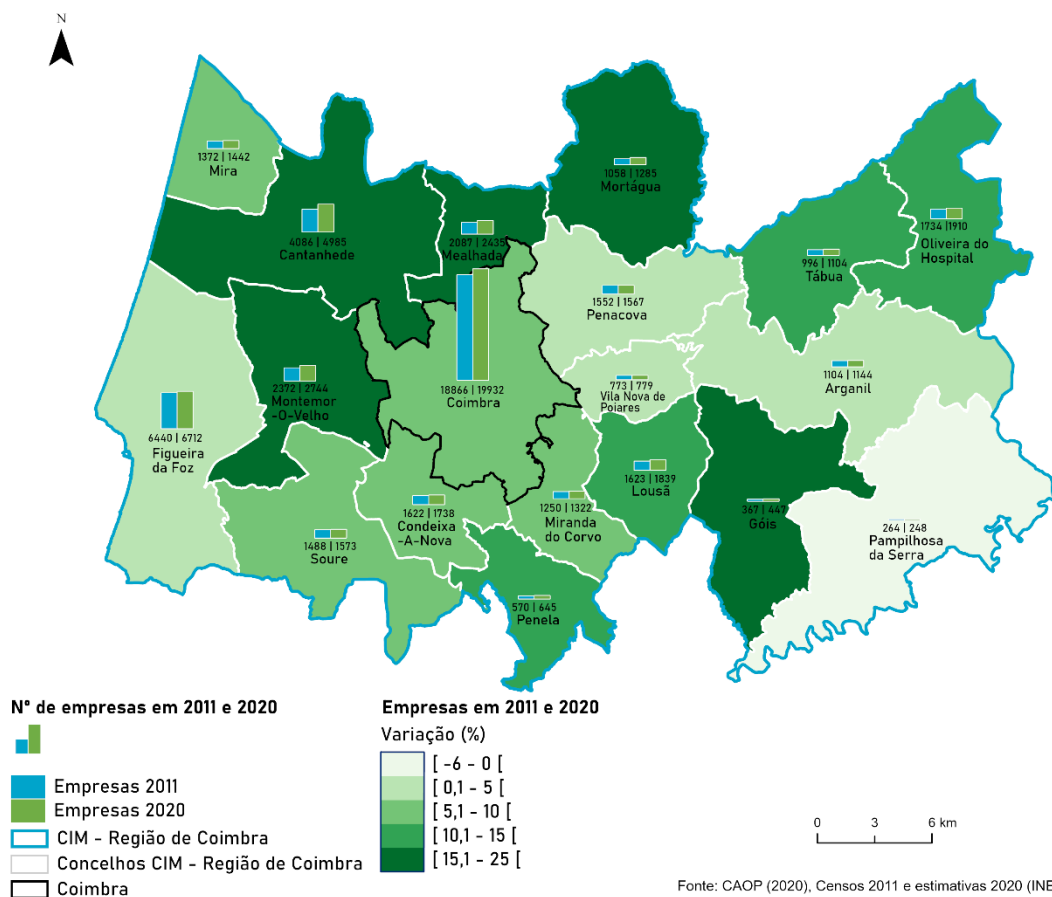 N
1372 | 1442
Mira
4086 | 4985
Cantanhede
2087 | 2435
Mealhada
1058 | 1285
Mortágua
1734 |1910
Oliveira do
Hospital
996 | 1104
Tábua
1552 | 1567
Penacova
1104 | 1144
Arganil
773 | 779
Vila Nova de
Poiares
18866 | 19932
Coimbra
2372 | 2744
Montemor
-O-Velho
6440 | 6712
Figueira
da Foz
1488 | 1573
Soure
1622 | 1738
Condeixa
-A-Nova
1250 | 1322
Miranda
do Corvo
1623 | 1839
Lousã
367 | 447
Góis
264 | 248
Pampilhosa
da Serra
570 | 645
Penela
Nº de empresas em 2011 e 2020
Empresas 2011
Empresas 2020
CIM - Região de Coimbra
Concelhos CIM - Região de Coimbra
Coimbra
Empresas em 2011 e 2020
Variação (%)
[ -6 - 0 [
[ 0,1 - 5 [
[ 5,1 - 10 [
[ 10,1 - 15 [
[ 15,1 - 25 [
0 3 6 km
Fonte: CAOP (2020), Censos 2011 e estimativas 2020 (INE